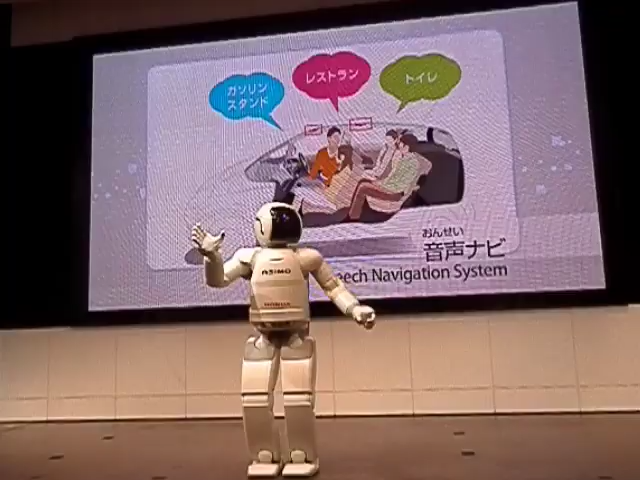 ガソリン
スタンド
レストラン
トイレ
おんせい
音声ナビ
eech Navigation System
ASIMO
HONDA